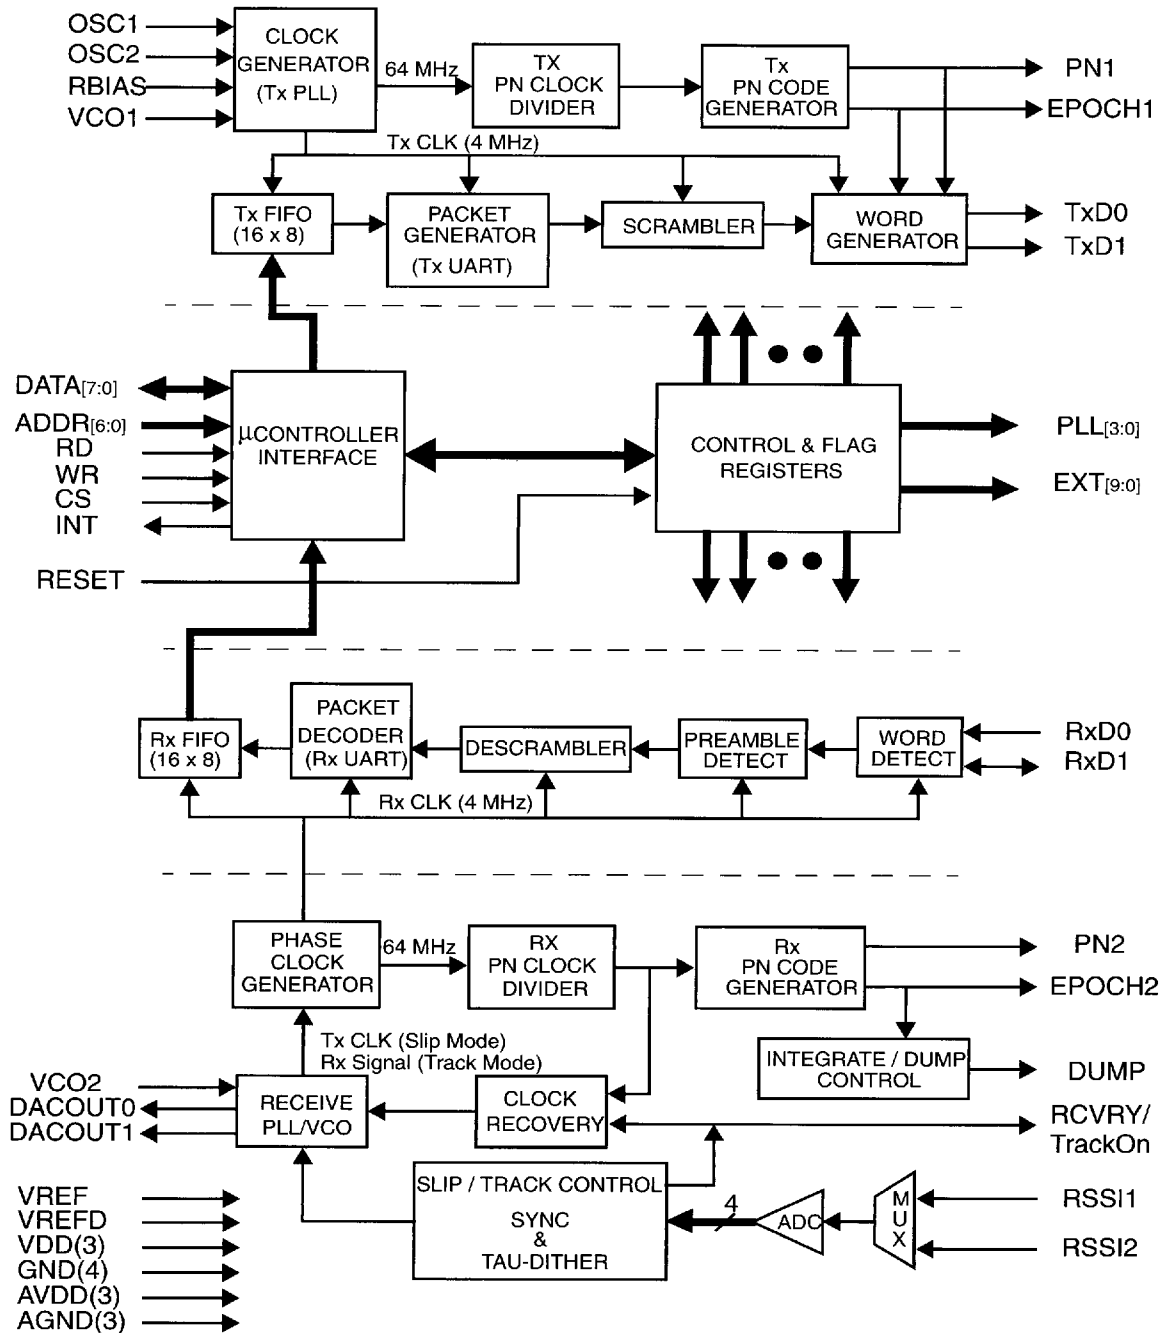 OSC1
OSC2
RBIAS
VCO1
CLOCK
GENERATOR
(Tx PLL)
64 MHz
TX
PN CLOCK
DIVIDER
Tx
PN CODE
GENERATOR
PN1
EPOCH1
Tx CLK (4 MHz)
Tx FIFO
(16 x 8)
PACKET
GENERATOR
(Tx UART)
SCRAMBLER
WORD
GENERATOR
TxD0
TxD1
DATA[7:0]
ADDR[6:0]
RD
WR
CS
INT
RESET
μCONTROLLER
INTERFACE
CONTROL & FLAG
REGISTERS
PLL[3:0]
EXT[9:0]
Rx FIFO
(16 x 8)
PACKET
DECODER
(Rx UART)
DESCRAMBLER
PREAMBLE
DETECT
WORD
DETECT
RxD0
RxD1
Rx CLK (4 MHz)
PHASE
CLOCK
GENERATOR
64 MHz
RX
PN CLOCK
DIVIDER
Rx
PN CODE
GENERATOR
PN2
EPOCH2
Tx CLK (Slip Mode)
Rx Signal (Track Mode)
INTEGRATE / DUMP
CONTROL
DUMP
VCO2
DACOUT0
DACOUT1
RECEIVE
PLL/VCO
CLOCK
RECOVERY
RCVRY/
TrackOn
SLIP / TRACK CONTROL
SYNC
&
TAU-DITHER
4
ADC
MUX
RSSI1
RSSI2
VREF
VREFD
VDD(3)
GND(4)
AVDD(3)
AGND(3)